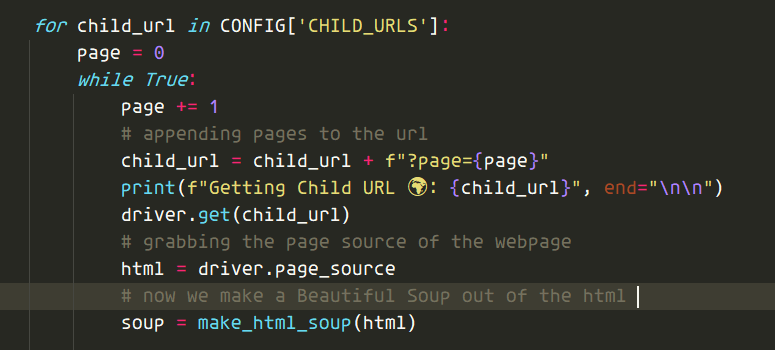 for child_url in CONFIG['CHILD_URLS']:
page = 0
while True:
page += 1
# appending pages to the url
child_url = child_url + f"?page={page}"
print(f"Getting Child URL 🌍: {child_url}", end="\n\n")
driver.get(child_url)
# grabbing the page source of the webpage
html = driver.page_source
# now we make a Beautiful Soup out of the html
soup = make_html_soup(html)